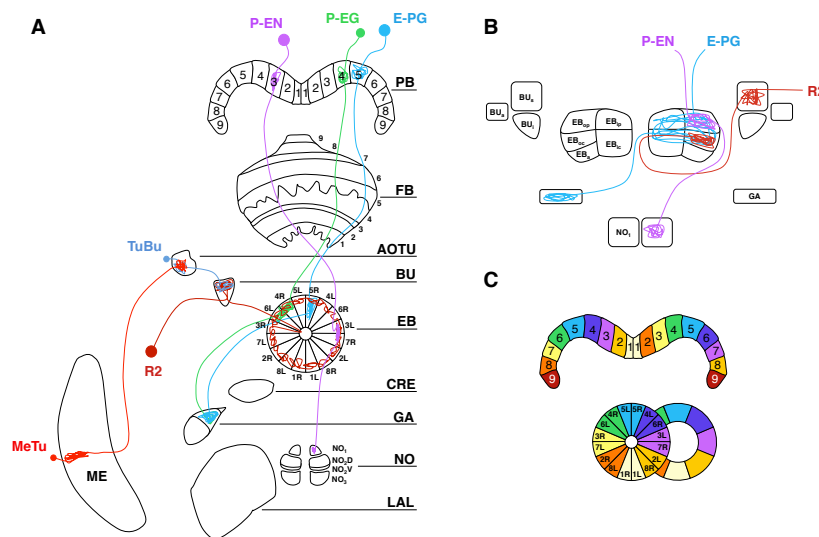 A
P-EN
P-EG
E-PG
9 8 7 6 5 4 3 2 1 1 2 3 4 5 6 7 8 9
PB
9
8
7
6
5
4
3
2
1
FB
AOTU
TuBu
BU
5L 5R
4R 4L
6L 6R
3R 3L
7L 7R
2R 2L
8L 8R
1R 1L
EB
R2
CRE
GA
MeTu
ME
NO1
NO2D
NO2V
NO3
NO
LAL
B
P-EN
E-PG
BUs
BUa
BUi
R2
EBop EBip
EBoc EBic
EBa
GA
NO1
C
9 8 7 6 5 4 3 2 1 1 2 3 4 5 6 7 8 9
5L 5R
4R 4L
6L 6R
3R 3L
7L 7R
2R 2L
8L 8R
1R 1L